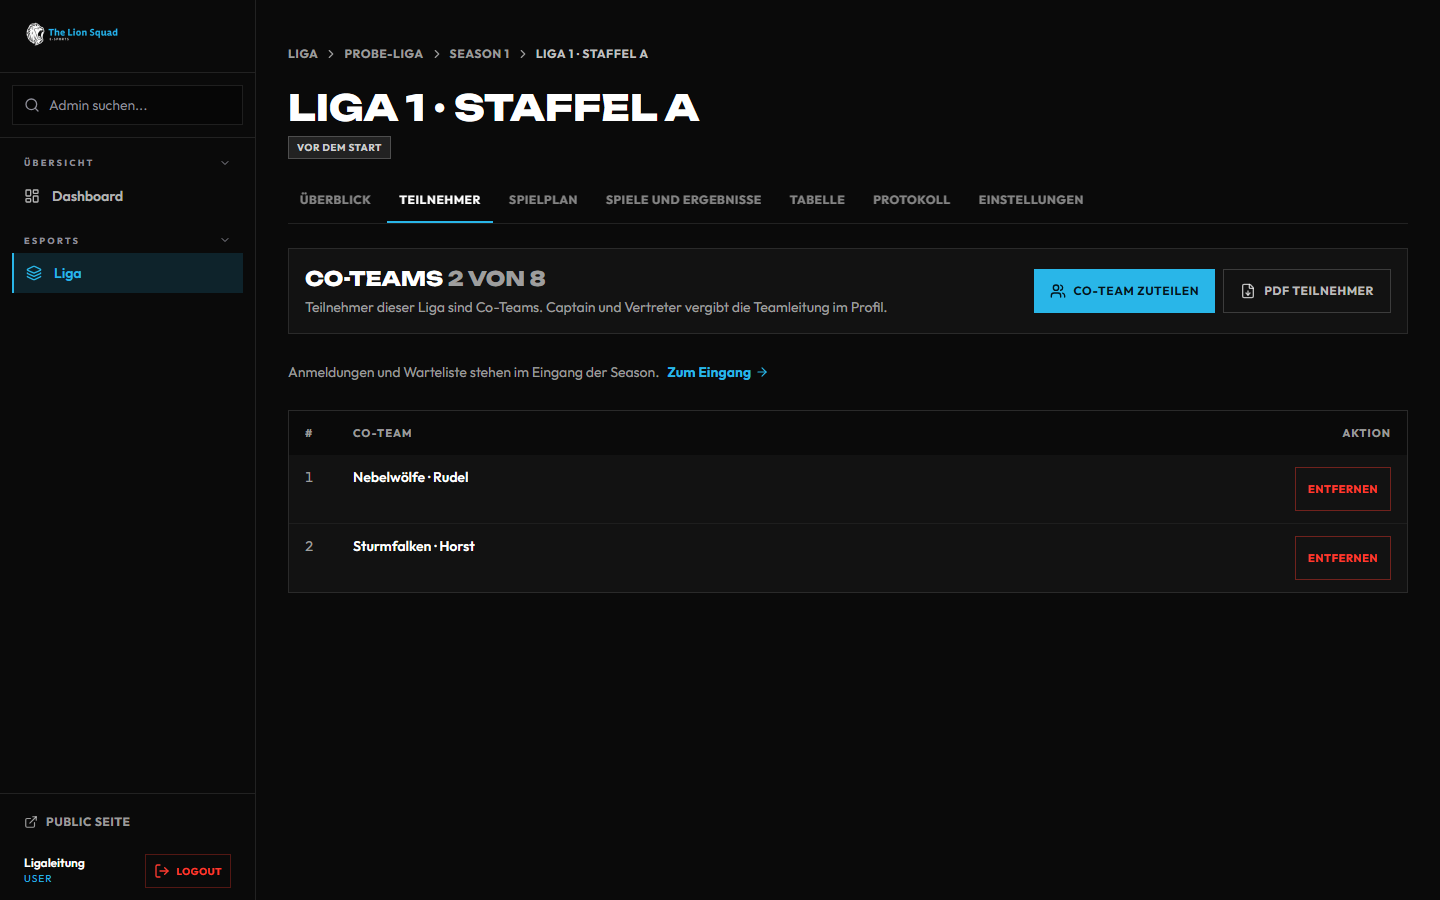 The Lion Squad
E-SPORTS
Admin suchen...
ÜBERSICHT
Dashboard
ESPORTS
Liga
PUBLIC SEITE
Ligaleitung
USER
LOGOUT
LIGA > PROBE-LIGA > SEASON 1 > LIGA 1 · STAFFEL A
LIGA 1 · STAFFEL A
VOR DEM START
ÜBERBLICK TEILNEHMER SPIELPLAN SPIELE UND ERGEBNISSE TABELLE PROTOKOLL EINSTELLUNGEN
CO-TEAMS 2 VON 8
Teilnehmer dieser Liga sind Co-Teams. Captain und Vertreter vergibt die Teamleitung im Profil.
CO-TEAM ZUTEILEN PDF TEILNEHMER
Anmeldungen und Warteliste stehen im Eingang der Season. Zum Eingang →
# CO-TEAM AKTION
1 Nebelwölfe · Rudel ENTFERNEN
2 Sturmfalken · Horst ENTFERNEN